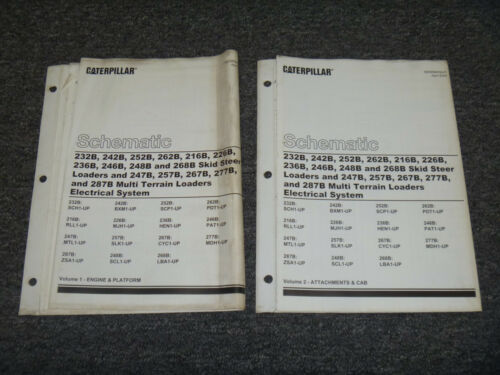 CATERPILLAR®
Schematic
232B, 242B, 252B, 262B, 216B, 226B,
236B, 246B, 248B and 268B Skid Steer
Loaders and 247B, 257B, 267B, 277B,
and 287B Multi Terrain Loaders
Electrical System
232B: 242B: 252B: 262B:
SCH1-UP BXM1-UP SCP1-UP PDT1-UP
216B: 226B: 236B: 246B:
RLL1-UP MJH1-UP HEN1-UP PAT1-UP
247B: 257B: 267B: 277B:
MTL1-UP SLK1-UP CYC1-UP MDH1-UP
287B: 248B: 268B:
ZSA1-UP SCL1-UP LBA1-UP
Volume 1 - ENGINE & PLATFORM
CATERPILLAR®
Schematic
232B, 242B, 252B, 262B, 216B, 226B,
236B, 246B, 248B and 268B Skid Steer
Loaders and 247B, 257B, 267B, 277B,
and 287B Multi Terrain Loaders
Electrical System
232B: 242B: 252B: 262B:
SCH1-UP BXM1-UP SCP1-UP PDT1-UP
216B: 226B: 236B: 246B:
RLL1-UP MJH1-UP HEN1-UP PAT1-UP
247B: 257B: 267B: 277B:
MTL1-UP SLK1-UP CYC1-UP MDH1-UP
287B: 248B: 268B:
ZSA1-UP SCL1-UP LBA1-UP
Volume 2 - ATTACHMENTS & CAB